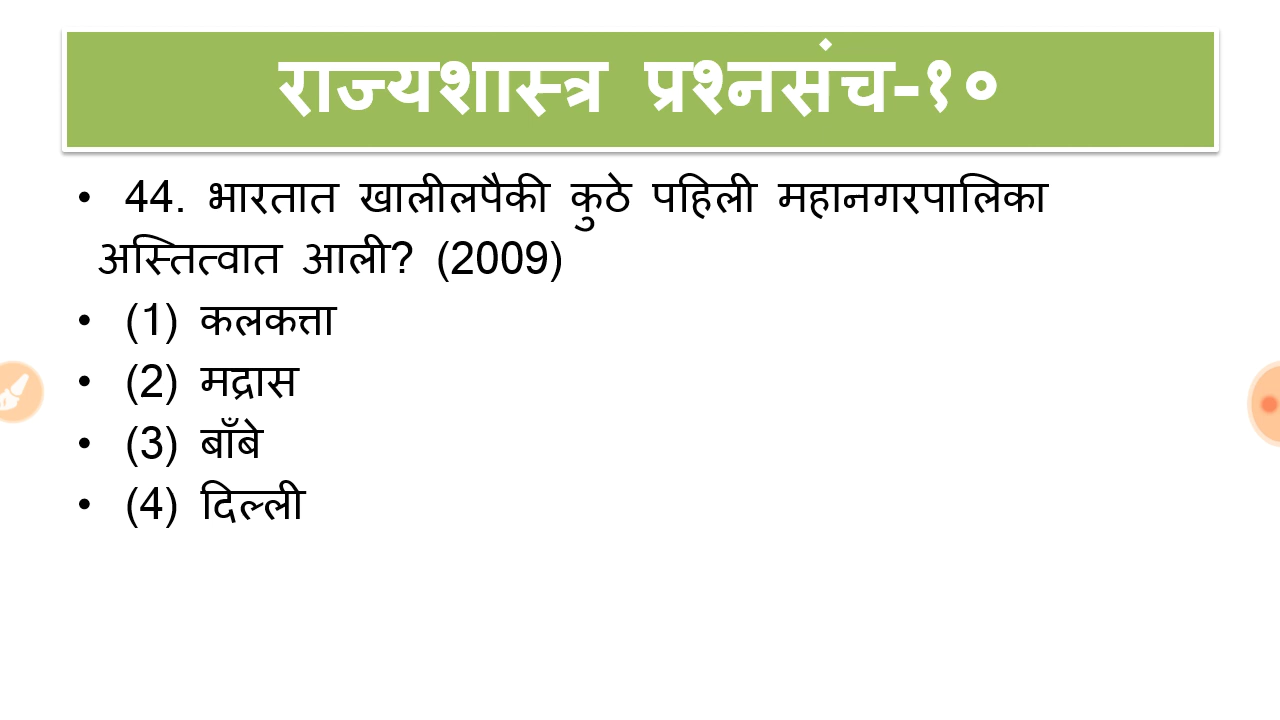 राज्यशास्त्र प्रश्नसंच-१०
• 44. भारतात खालीलपैकी कुठे पहिली महानगरपालिका
अस्तित्वात आली? (2009)
• (1) कलकत्ता
• (2) मद्रास
• (3) बाँबे
• (4) दिल्ली